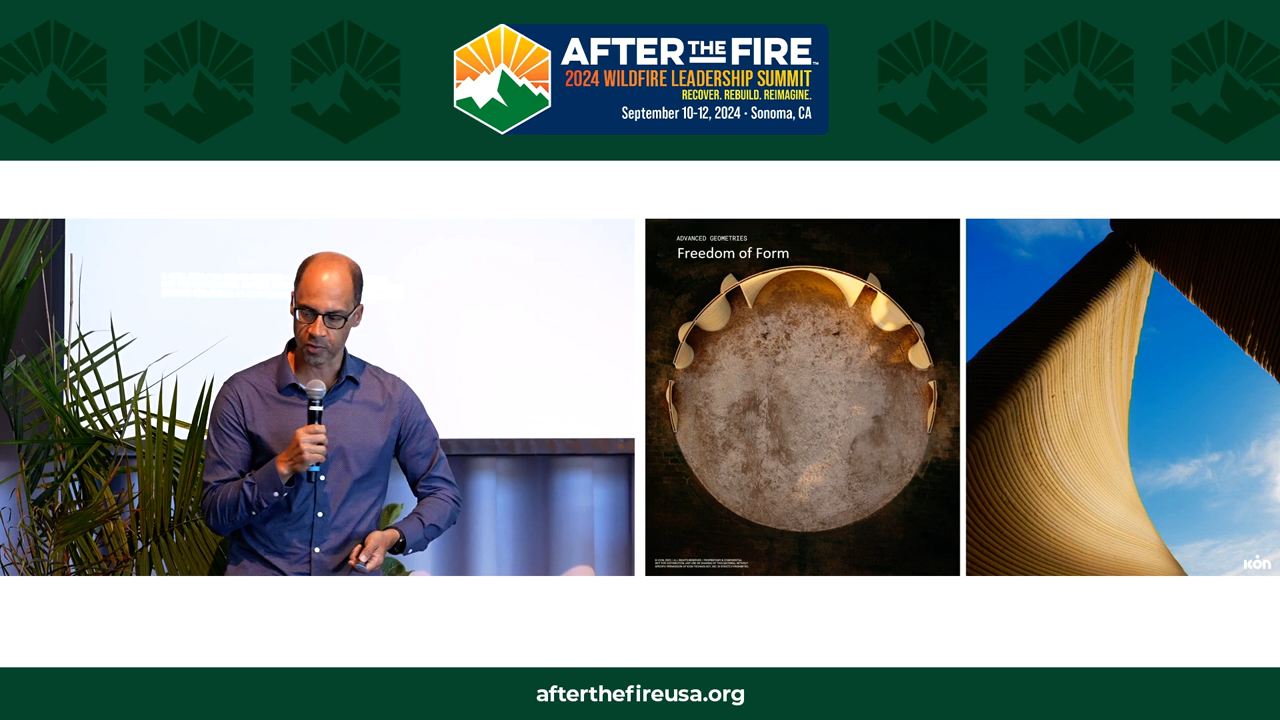 AFTER THE FIRE™
2024 WILDFIRE LEADERSHIP SUMMIT
RECOVER. REBUILD. REIMAGINE.
September 10-12, 2024 · Sonoma, CA
ADVANCED GEOMETRIES
Freedom of Form
ICON
afterthefireusa.org